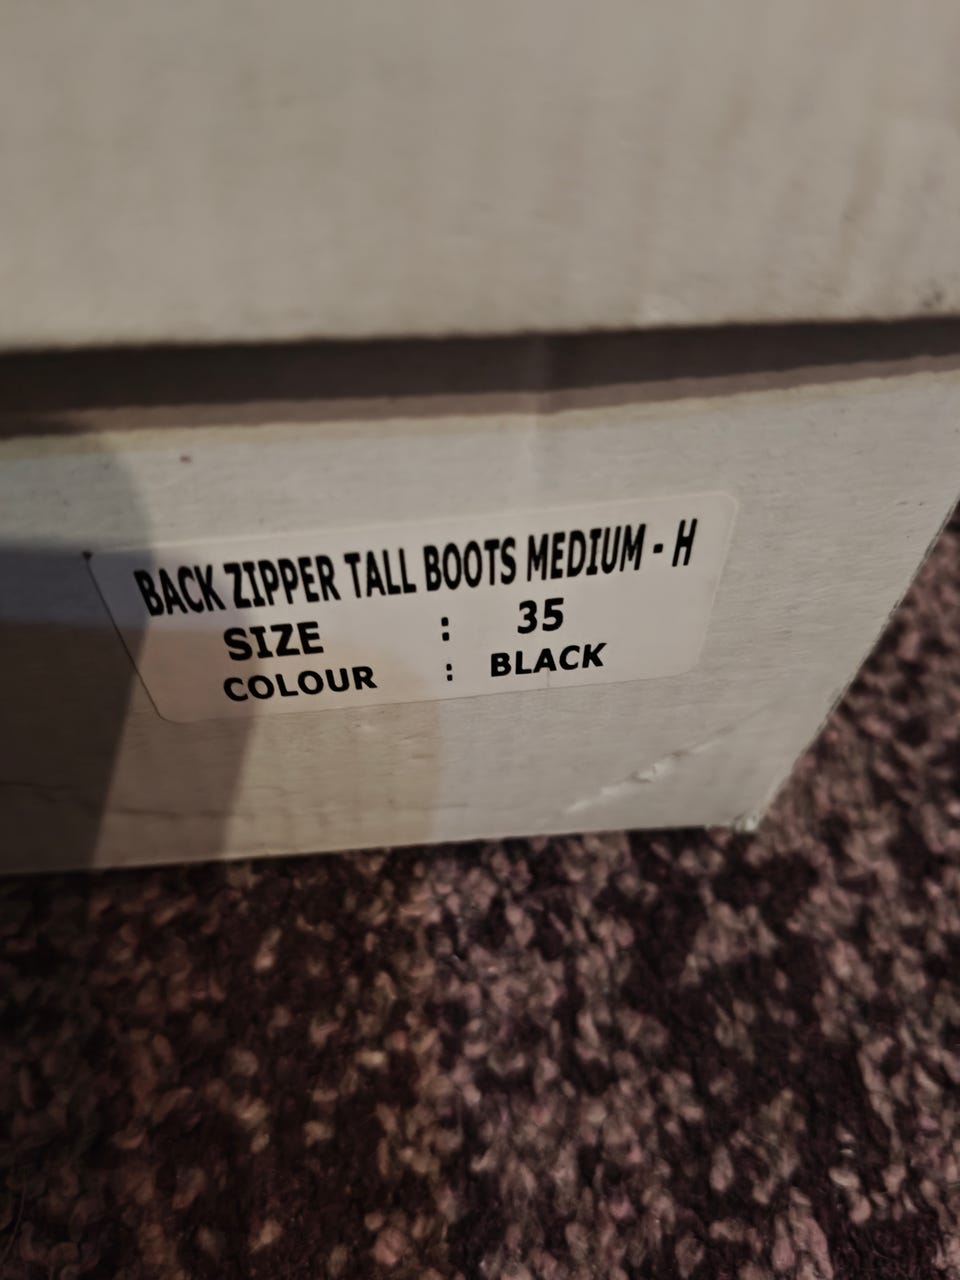 BACK ZIPPER TALL BOOTS MEDIUM - H
SIZE : 35
COLOUR : BLACK